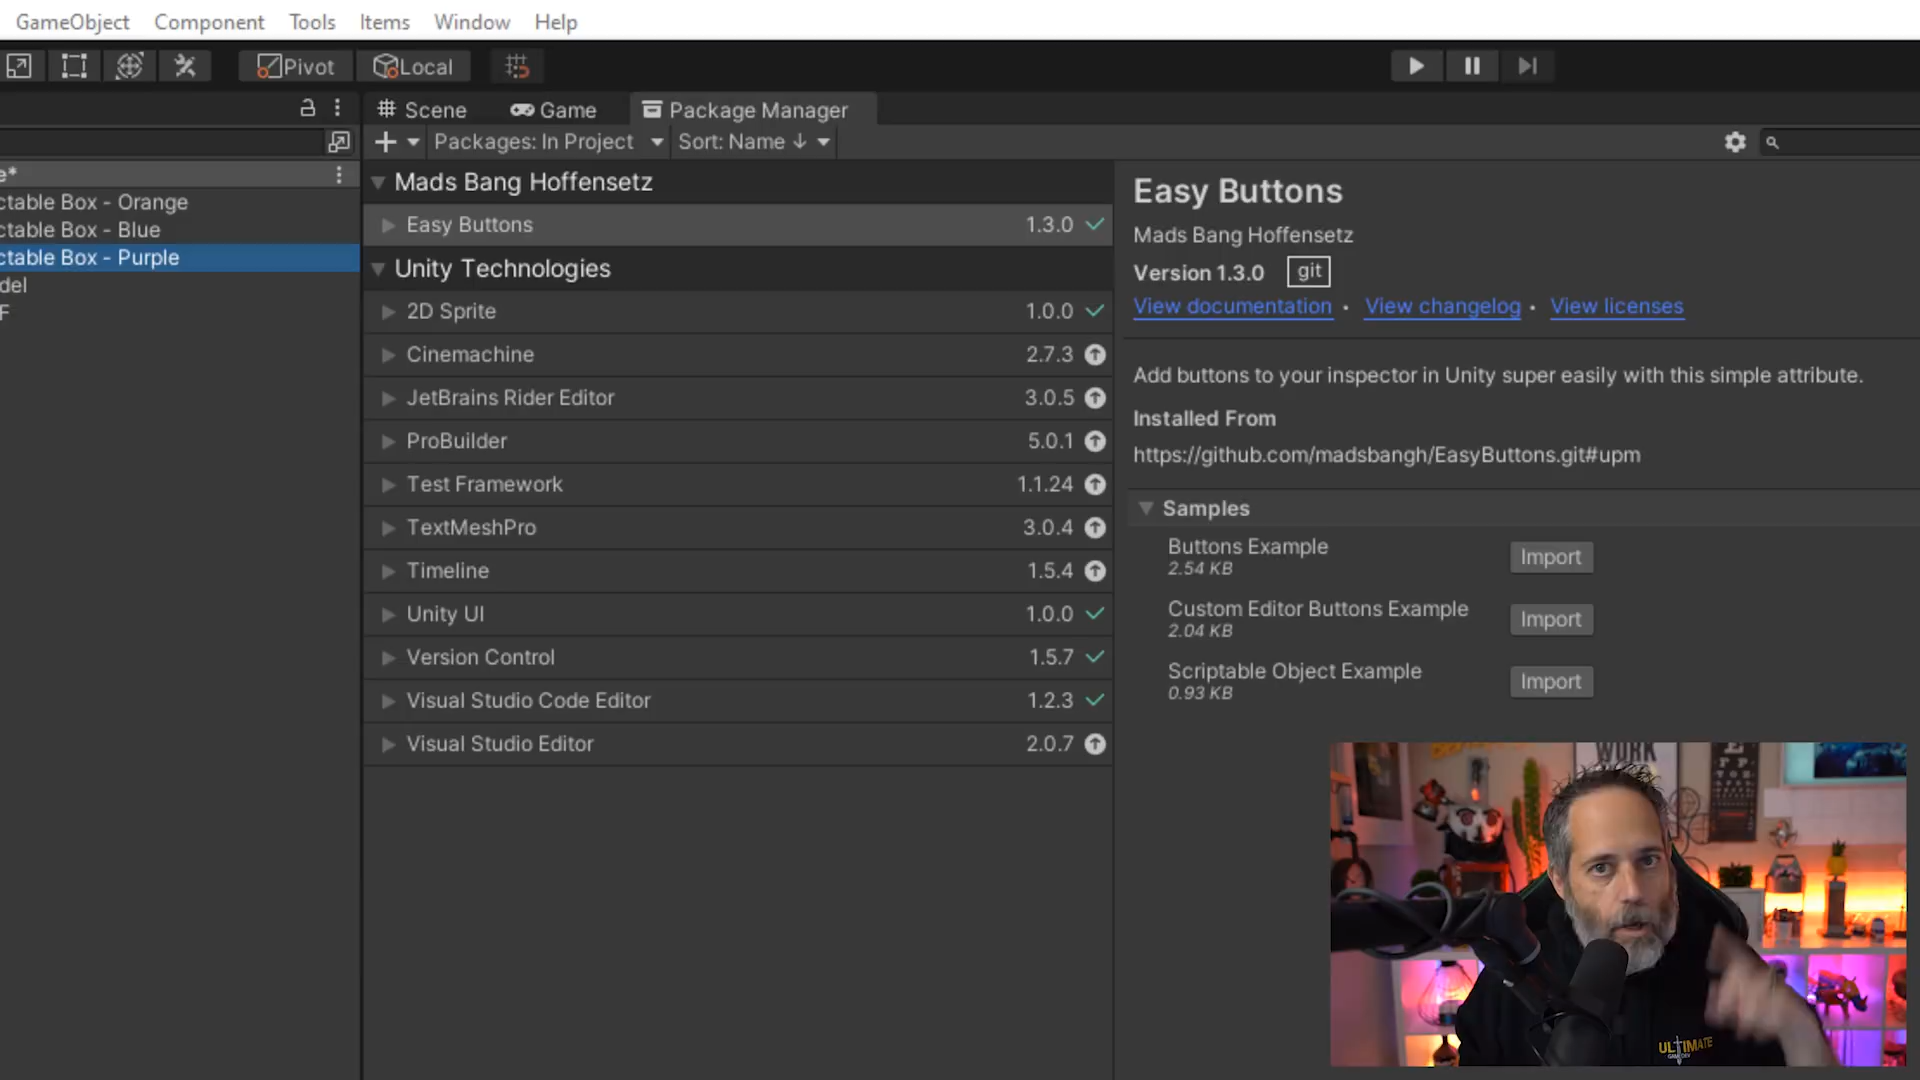 GameObject Component Tools Items Window Help
Pivot Local
Scene Game Package Manager
Packages: In Project Sort: Name ↓
e*
ctable Box - Orange
ctable Box - Blue
ctable Box - Purple
del
F
Mads Bang Hoffensetz
Easy Buttons 1.3.0
Unity Technologies
2D Sprite 1.0.0
Cinemachine 2.7.3
JetBrains Rider Editor 3.0.5
ProBuilder 5.0.1
Test Framework 1.1.24
TextMeshPro 3.0.4
Timeline 1.5.4
Unity UI 1.0.0
Version Control 1.5.7
Visual Studio Code Editor 1.2.3
Visual Studio Editor 2.0.7
Easy Buttons
Mads Bang Hoffensetz
Version 1.3.0 git
View documentation • View changelog • View licenses
Add buttons to your inspector in Unity super easily with this simple attribute.
Installed From
https://github.com/madsbangh/EasyButtons.git#upm
Samples
Buttons Example Import
2.54 KB
Custom Editor Buttons Example Import
2.04 KB
Scriptable Object Example Import
0.93 KB
WORK
ULTIMATE